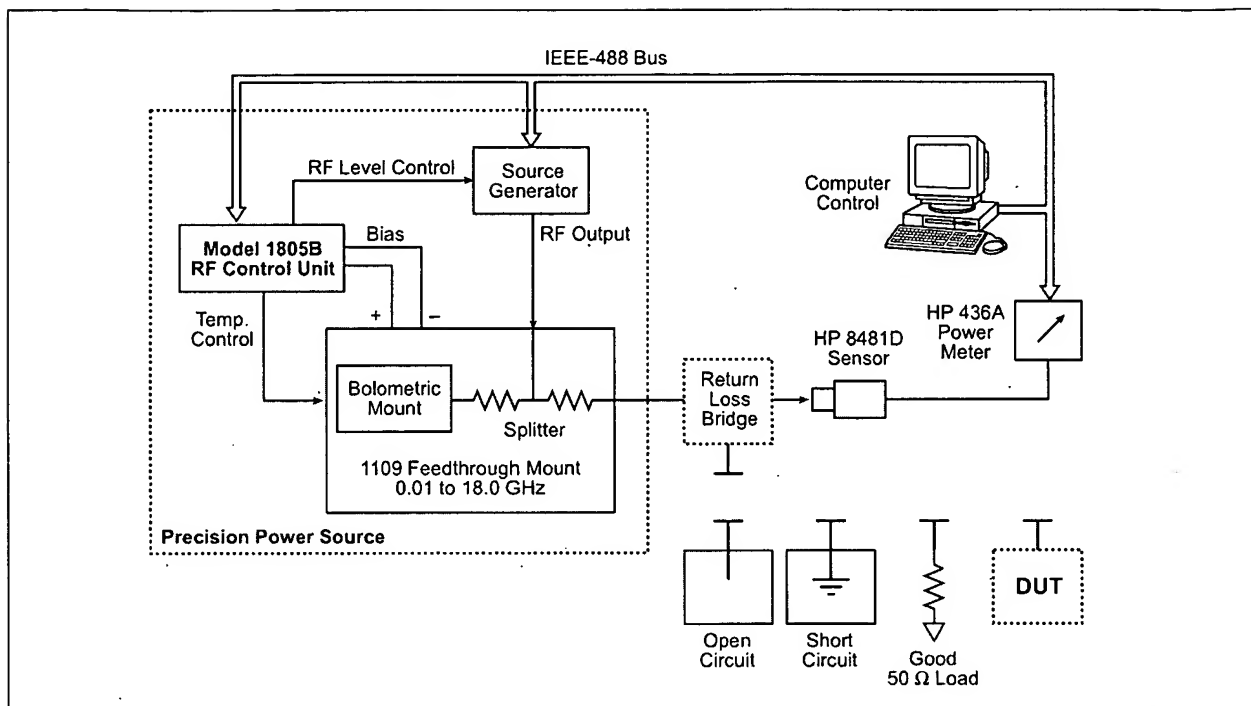 IEEE-488 Bus
RF Level Control
Source
Generator
Computer
Control
Model 1805B
RF Control Unit
Bias
RF Output
Temp.
Control
+
−
HP 436A
Power
Meter
HP 8481D
Sensor
Bolometric
Mount
Splitter
Return
Loss
Bridge
1109 Feedthrough Mount
0.01 to 18.0 GHz
Precision Power Source
DUT
Open
Circuit
Short
Circuit
Good
50 Ω Load